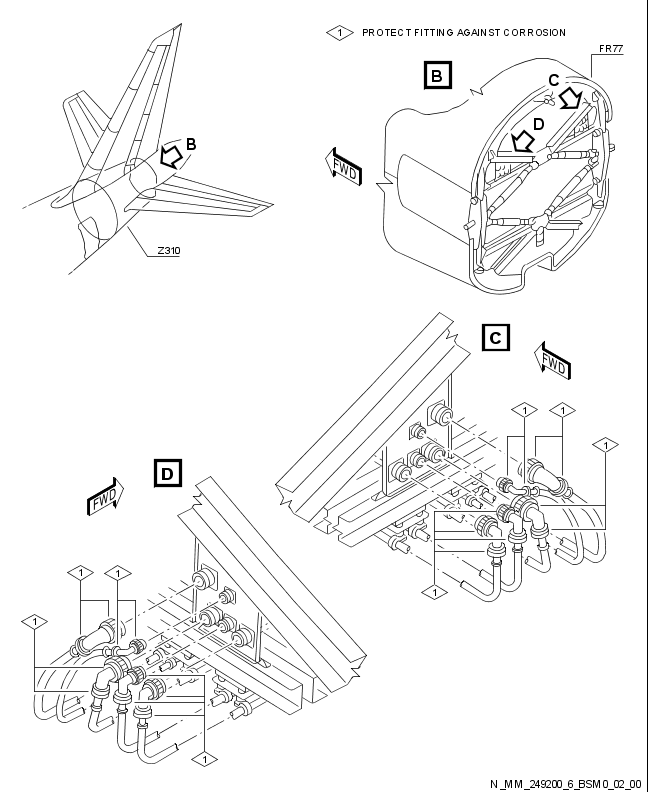 1 PROTECT FITTING AGAINST CORROSION
FR77
B
C
D
B
FWD
Z310
C
FWD
1 1
1
D
FWD
1
1 1
1
1
N_MM_249200_6_BSM0_02_00